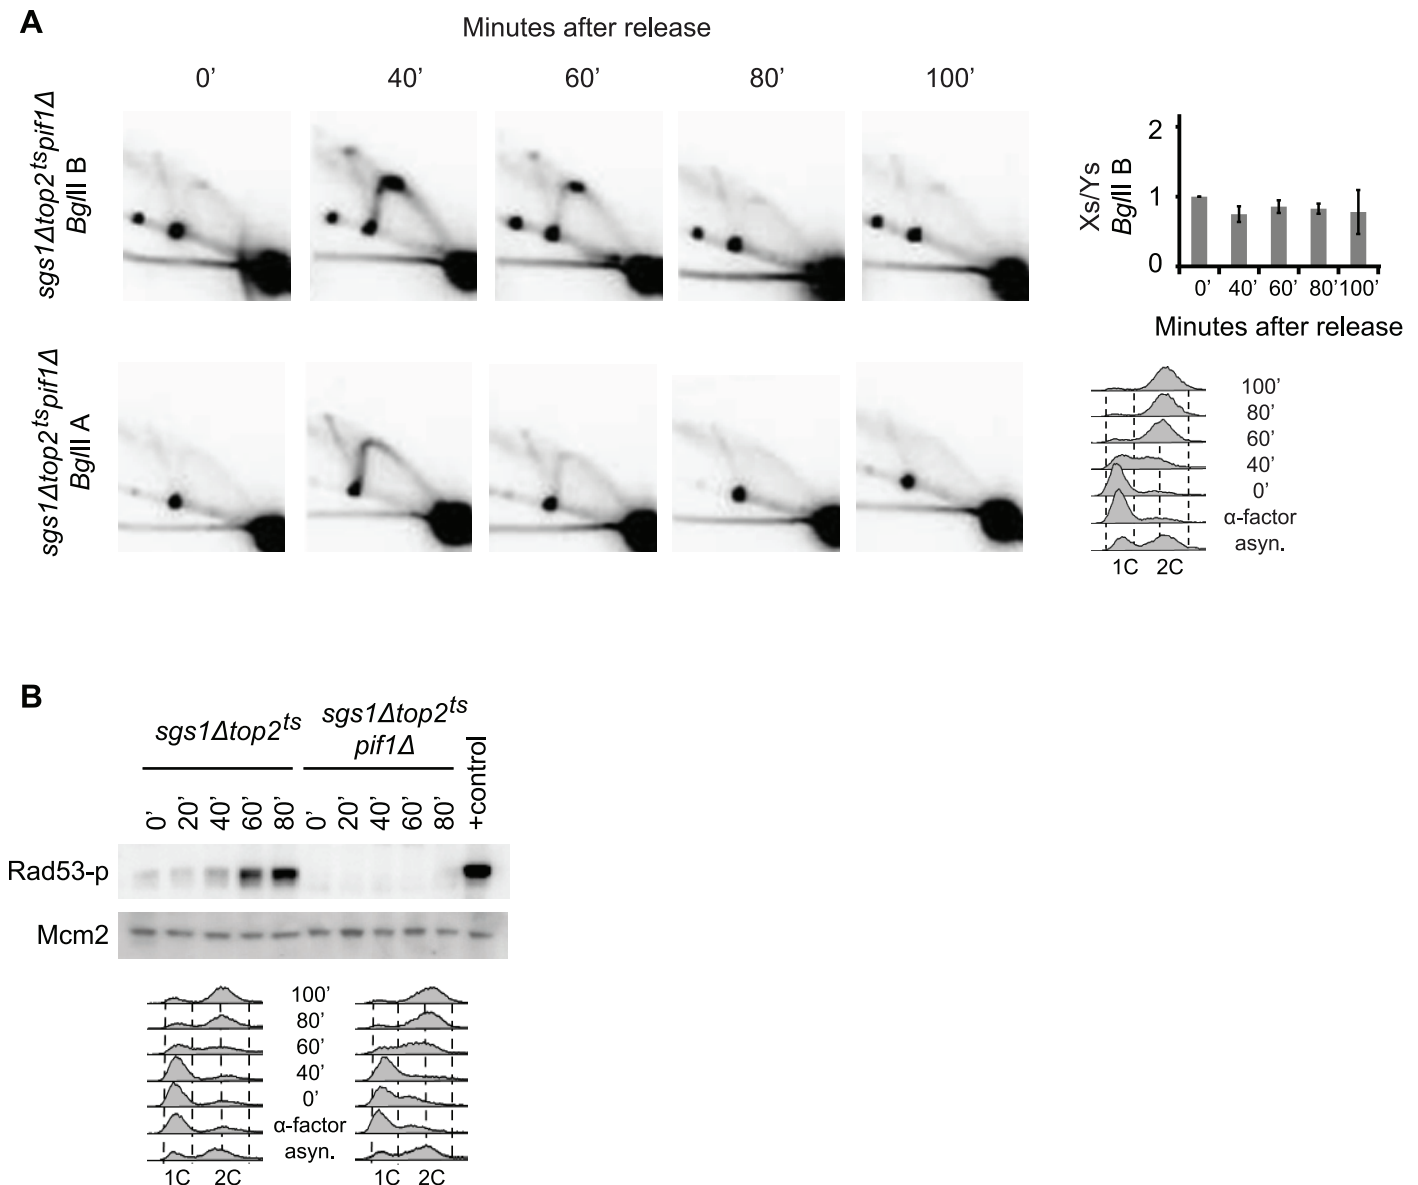 A
Minutes after release
0’ 40’ 60’ 80’ 100’
sgs1Δtop2ᵗˢpif1Δ
BglII B
sgs1Δtop2ᵗˢpif1Δ
BglII A
Xs/Ys
BglII B
2
1
0
0’ 40’ 60’ 80’ 100’
Minutes after release
100’
80’
60’
40’
0’
α-factor
asyn.
1C 2C
B
sgs1Δtop2ᵗˢ
sgs1Δtop2ᵗˢ
pif1Δ
0’ 20’ 40’ 60’ 80’ 0’ 20’ 40’ 60’ 80’ +control
Rad53-p
Mcm2
100’
80’
60’
40’
0’
α-factor
asyn.
1C 2C 1C 2C